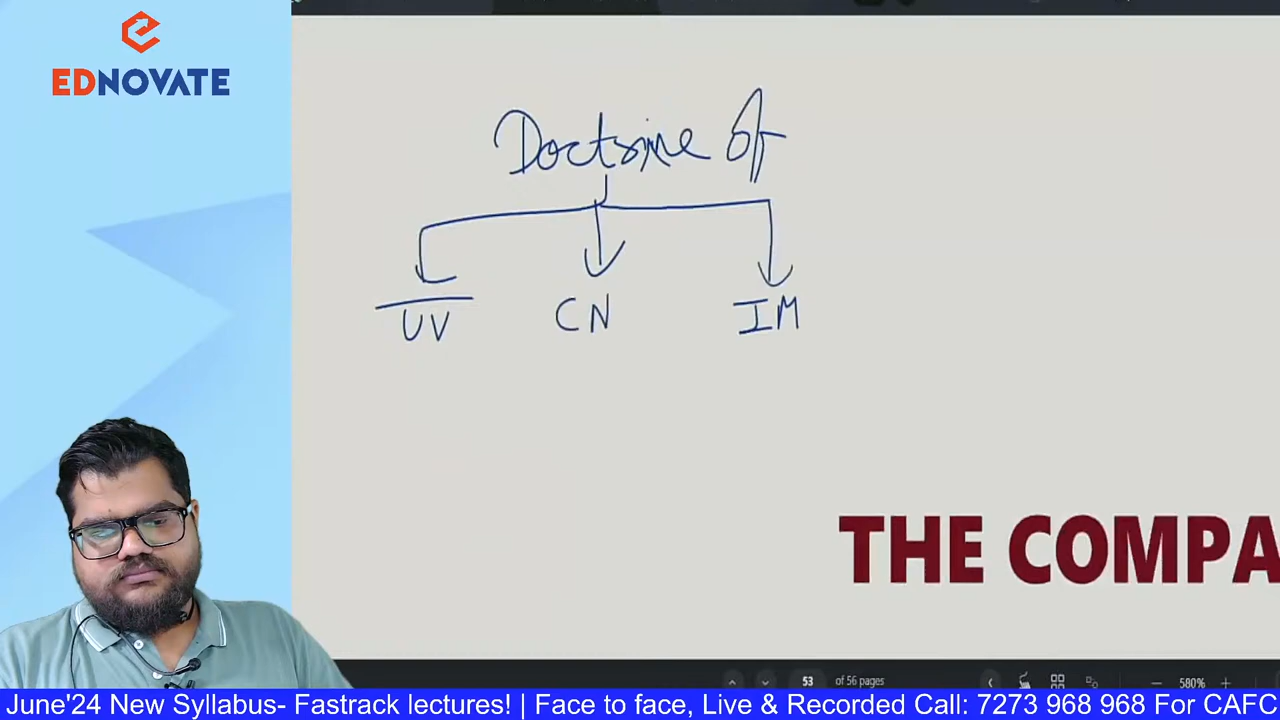 EDNOVATE
Doctrine of
UV CN IM
THE COMPA
53 of 56 pages 580%
June'24 New Syllabus- Fastrack lectures! | Face to face, Live & Recorded Call: 7273 968 968 For CAFC